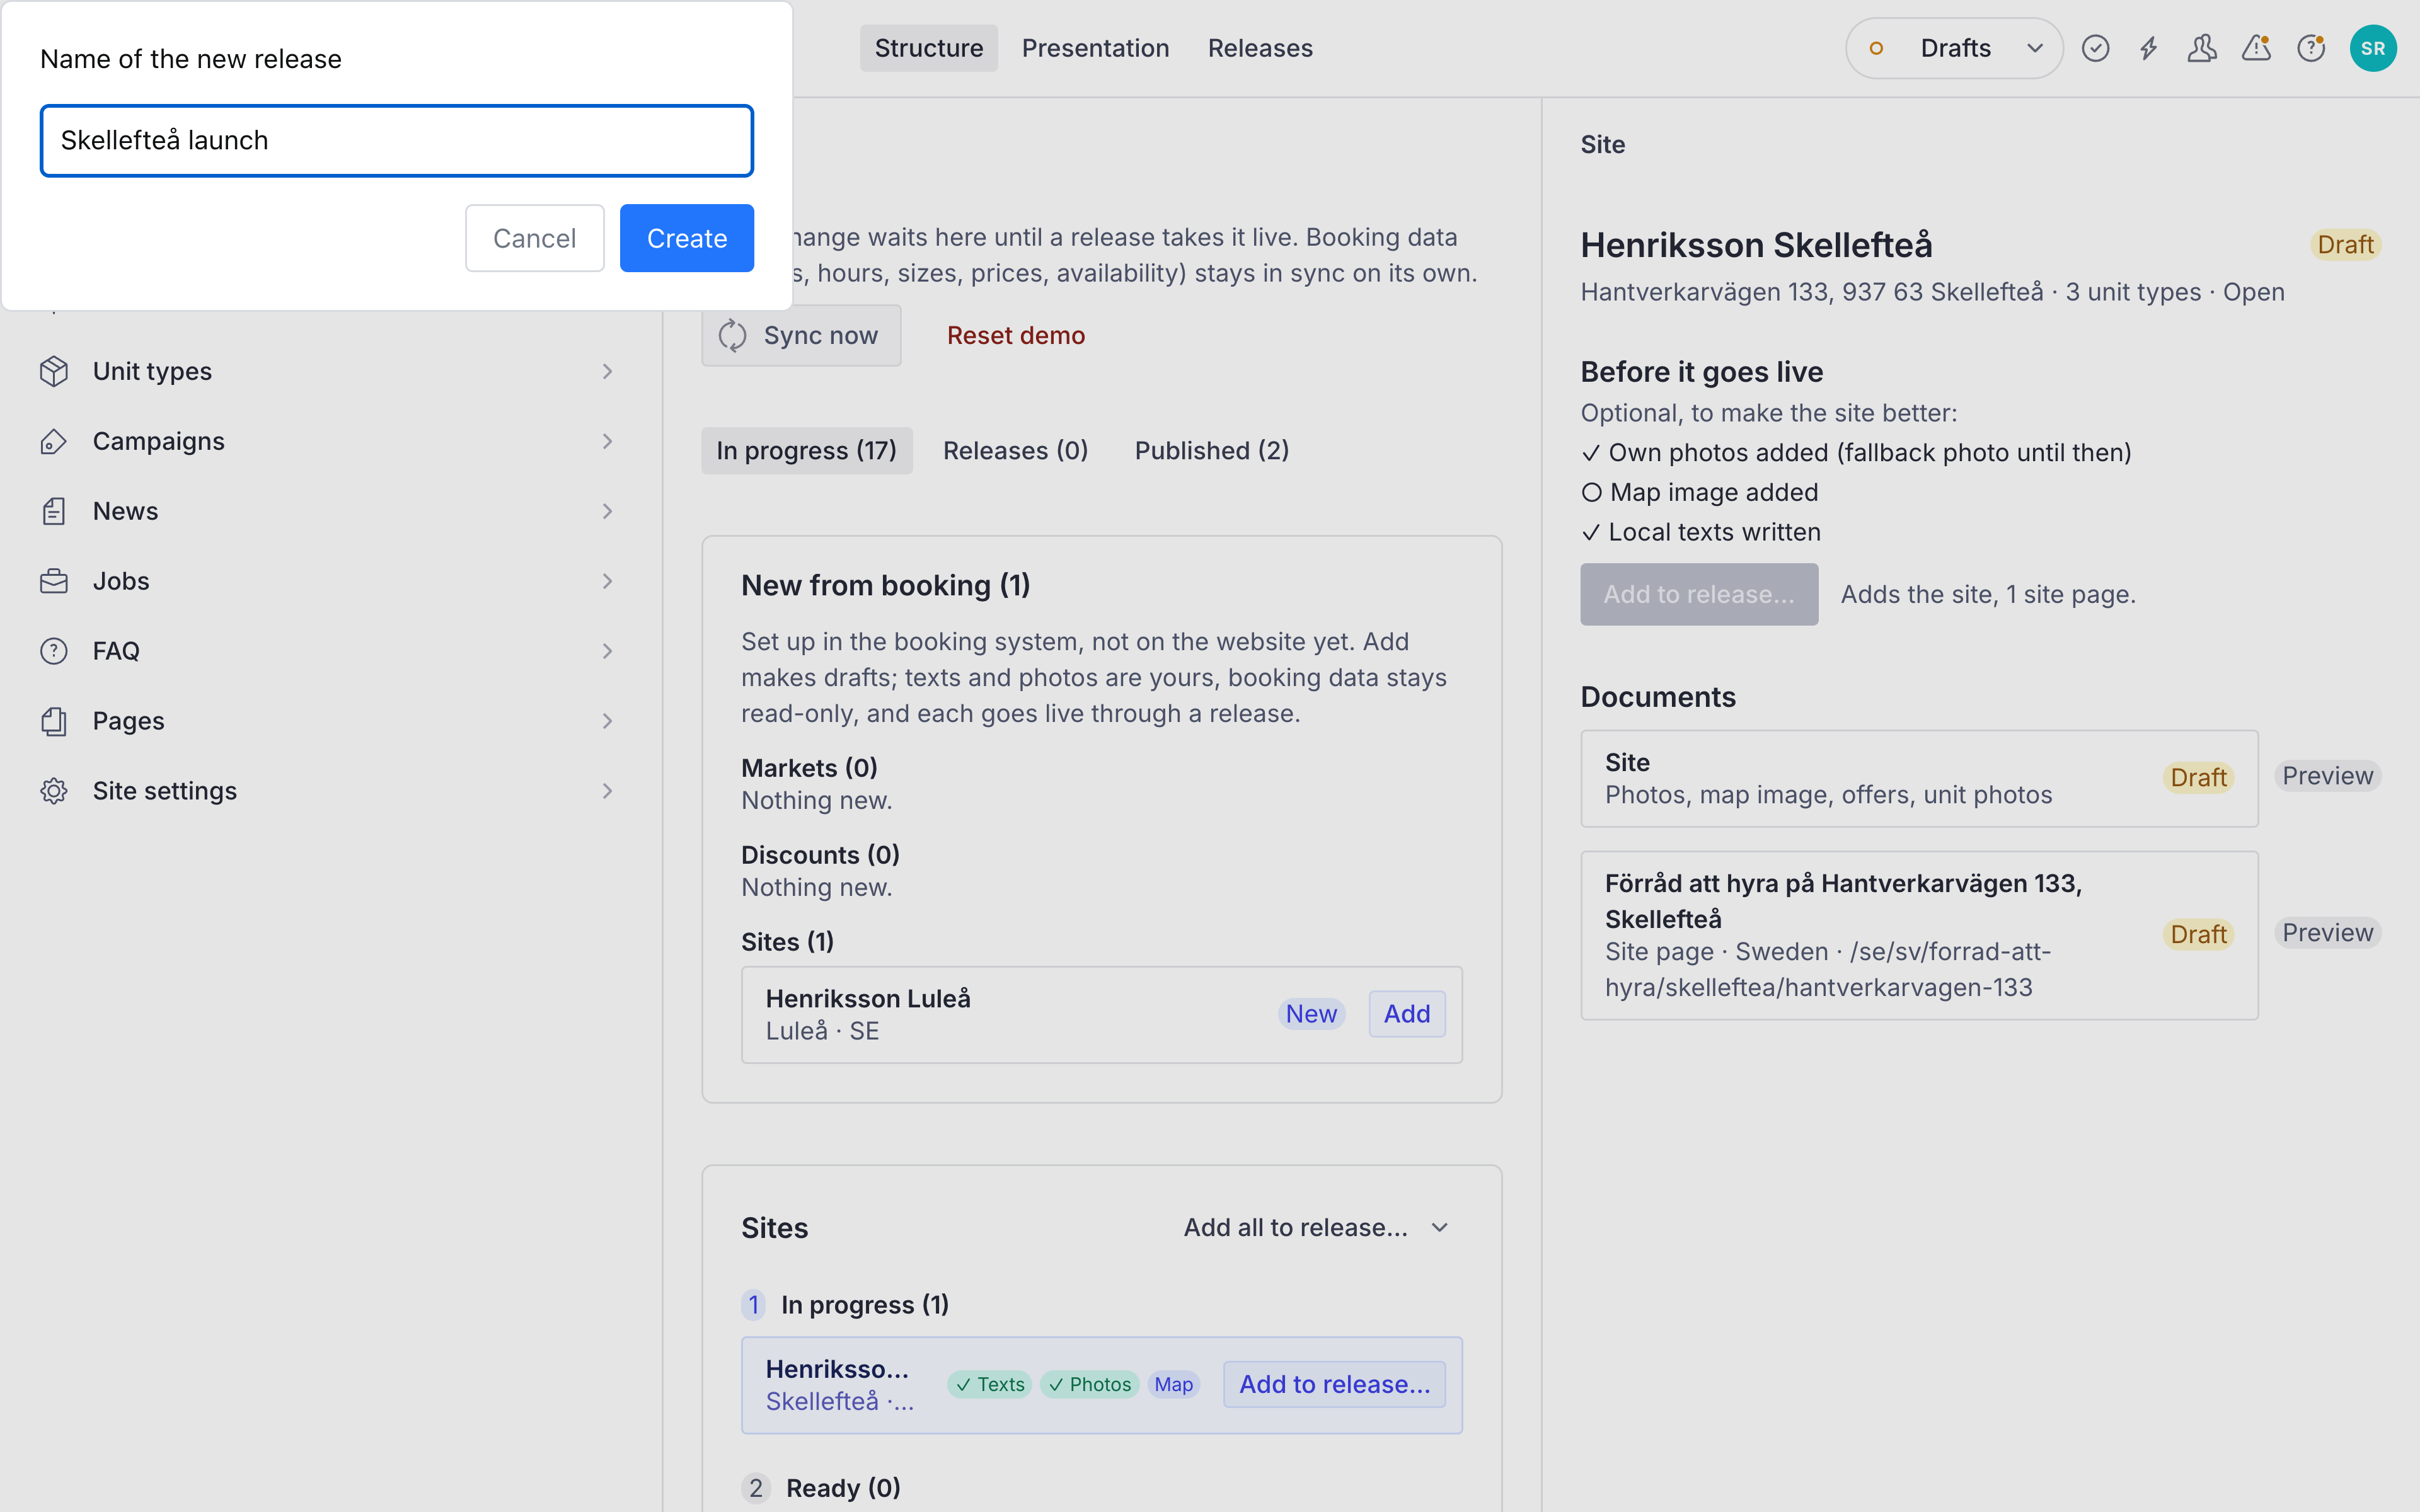 Name of the new release
Skellefteå launch
Cancel
Create
Structure
Presentation
Releases
Drafts
SR
Unit types
Campaigns
News
Jobs
FAQ
Pages
Site settings
change waits here until a release takes it live. Booking data
hours, sizes, prices, availability) stays in sync on its own.
Sync now
Reset demo
In progress (17)
Releases (0)
Published (2)
New from booking (1)
Set up in the booking system, not on the website yet. Add
makes drafts; texts and photos are yours, booking data stays
read-only, and each goes live through a release.
Markets (0)
Nothing new.
Discounts (0)
Nothing new.
Sites (1)
Henriksson Luleå
Luleå · SE
New
Add
Sites
Add all to release...
1 In progress (1)
Henriksso...
Skellefteå ·...
✓ Texts
✓ Photos
Map
Add to release...
2 Ready (0)
Site
Henriksson Skellefteå
Draft
Hantverkarvägen 133, 937 63 Skellefteå · 3 unit types · Open
Before it goes live
Optional, to make the site better:
✓ Own photos added (fallback photo until then)
○ Map image added
✓ Local texts written
Add to release...
Adds the site, 1 site page.
Documents
Site
Photos, map image, offers, unit photos
Draft
Preview
Förråd att hyra på Hantverkarvägen 133,
Skellefteå
Site page · Sweden · /se/sv/forrad-att-
hyra/skelleftea/hantverkarvagen-133
Draft
Preview